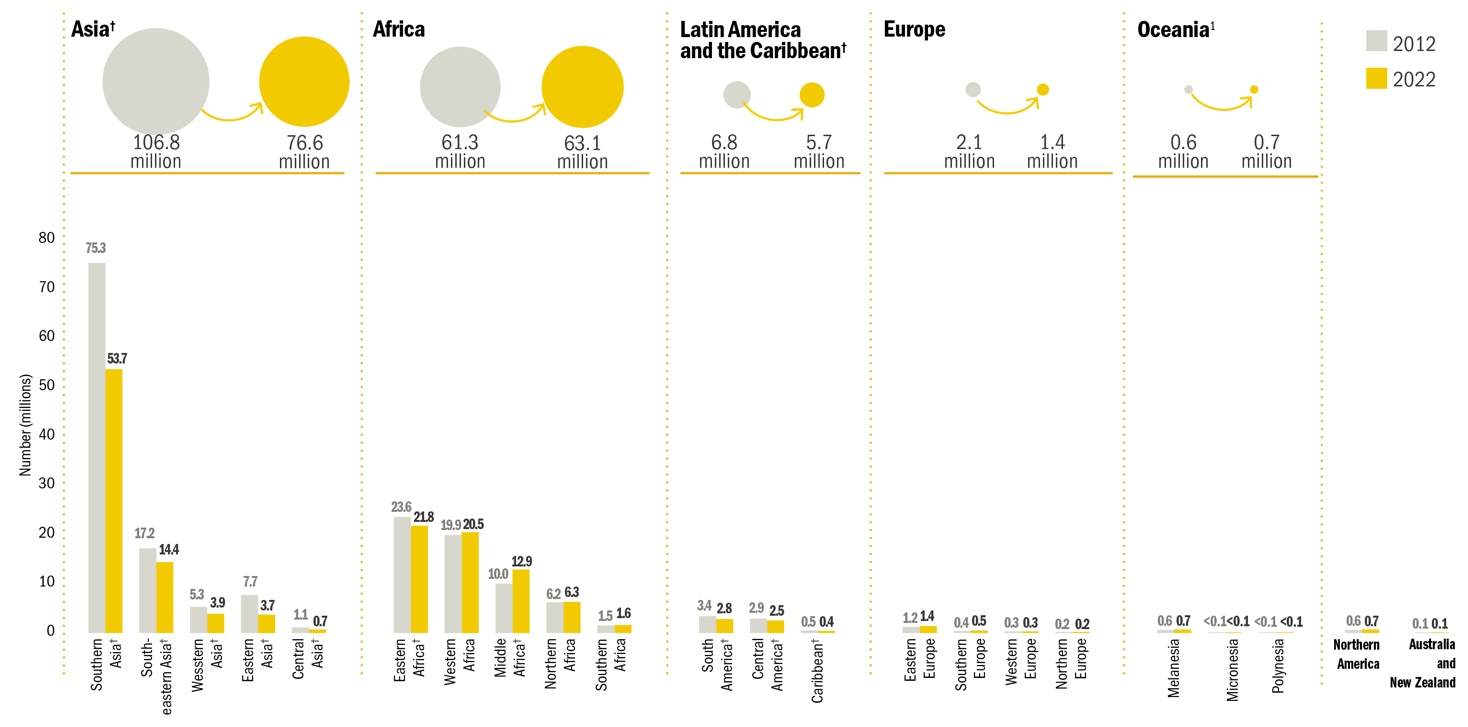 Asia†
106.8
million
76.6
million
Africa
61.3
million
63.1
million
Latin America
and the Caribbean†
6.8
million
5.7
million
Europe
2.1
million
1.4
million
Oceania¹
0.6
million
0.7
million
2012
2022
Number (millions)
80
70
60
50
40
30
20
10
0
75.3
53.7
17.2
14.4
5.3
3.9
7.7
3.7
1.1
0.7
23.6
21.8
19.9
20.5
10.0
12.9
6.2
6.3
1.5
1.6
3.4
2.8
2.9
2.5
0.5
0.4
1.2
1.4
0.4
0.5
0.3
0.3
0.2
0.2
0.6
0.7
<0.1
<0.1
<0.1
<0.1
0.6
0.7
0.1
0.1
Southern
Asia†
South-
eastern Asia†
Wesstern
Asia†
Eastern
Asia†
Central
Asia†
Eastern
Africa†
Western
Africa
Middle
Africa†
Northern
Africa
Southern
Africa
South
America†
Central
America†
Caribbean†
Eastern
Europe
Southern
Europe
Western
Europe
Northern
Europe
Melanesia
Micronesia
Polynesia
Northern
America
Australia
and
New Zealand